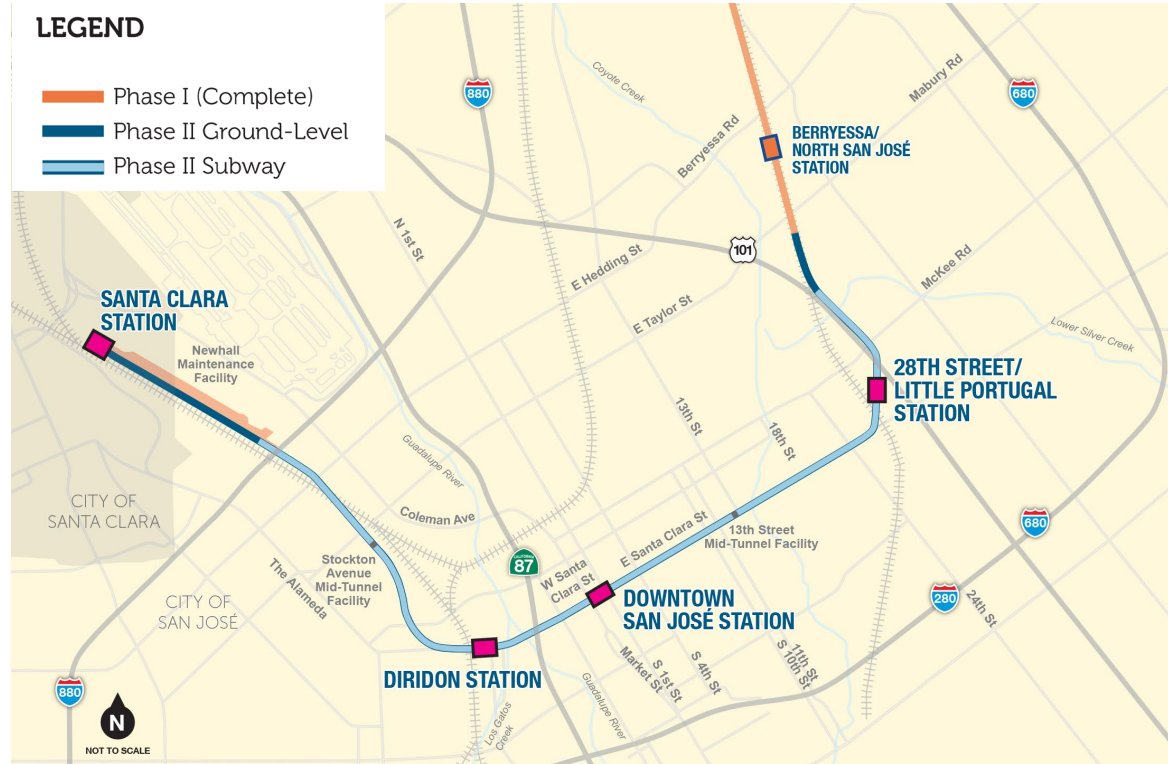 LEGEND
Phase I (Complete)
Phase II Ground-Level
Phase II Subway
880
680
Coyote Creek
Mabury Rd
Berryessa Rd
BERRYESSA/
NORTH SAN JOSÉ
STATION
N 1st St
101
E Hedding St
McKee Rd
E Taylor St
Lower Silver Creek
SANTA CLARA
STATION
Newhall
Maintenance
Facility
28TH STREET/
LITTLE PORTUGAL
STATION
13th St
18th St
Guadalupe River
CITY OF
SANTA CLARA
Coleman Ave
E Santa Clara St
13th Street
Mid-Tunnel Facility
680
Stockton
Avenue
Mid-Tunnel
Facility
The Alameda
CALIFORNIA
87
W Santa
Clara St
CITY OF
SAN JOSÉ
DOWNTOWN
SAN JOSÉ STATION
280
24th St
DIRIDON STATION
Market St
S 1st St
S 4th St
S 10th St
11th St
Guadalupe River
Los Gatos
Creek
880
N
NOT TO SCALE